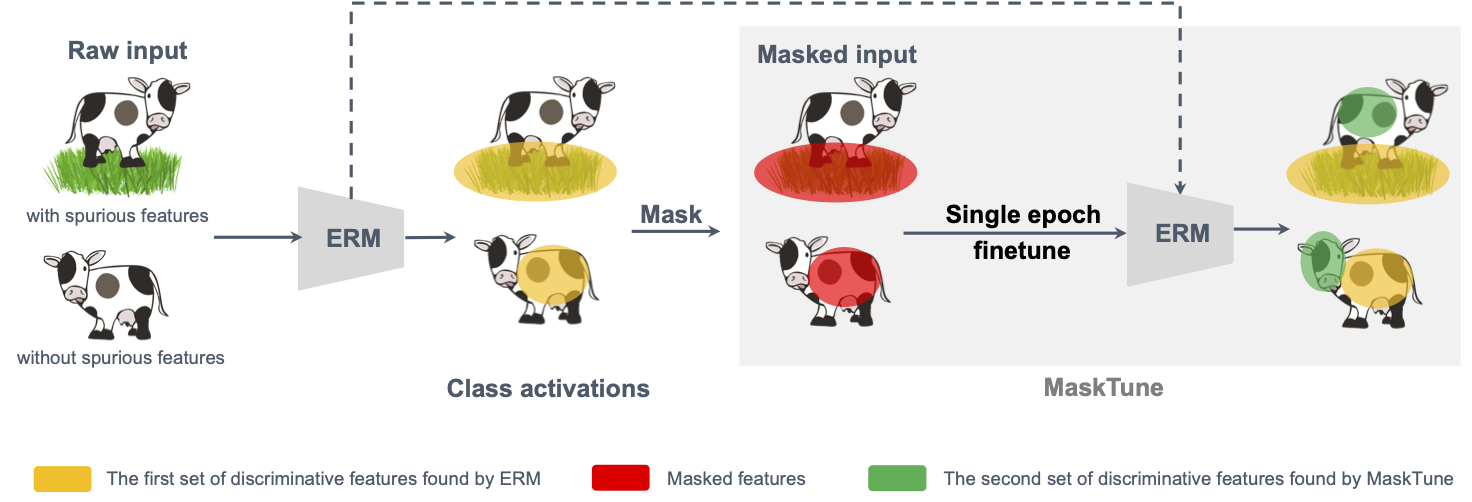 Raw input
with spurious features
without spurious features
ERM
Class activations
Mask
Masked input
Single epoch
finetune
ERM
MaskTune
The first set of discriminative features found by ERM
Masked features
The second set of discriminative features found by MaskTune